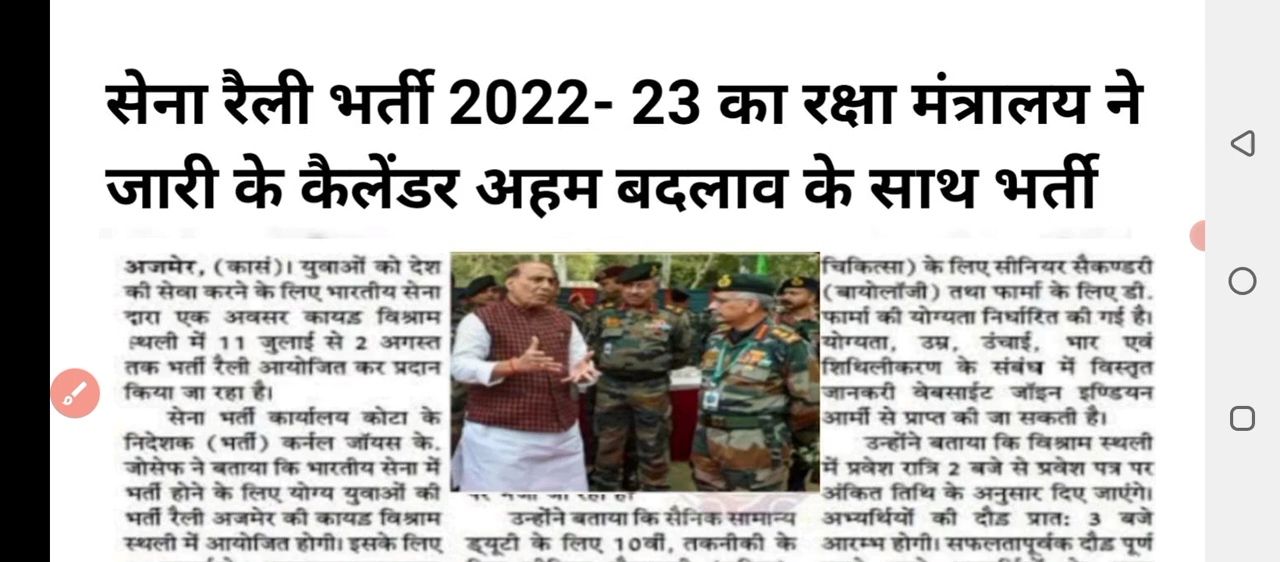 सेना रैली भर्ती 2022- 23 का रक्षा मंत्रालय ने
जारी के कैलेंडर अहम बदलाव के साथ भर्ती
अजमेर, (कासं)। युवाओं को देश
की सेवा करने के लिए भारतीय सेना
द्वारा एक अवसर कायड विश्राम
स्थली में 11 जुलाई से 2 अगस्त
तक भर्ती रैली आयोजित कर प्रदान
किया जा रहा है।
सेना भर्ती कार्यालय कोटा के
निदेशक (भर्ती) कर्नल जॉयस के.
जोसेफ ने बताया कि भारतीय सेना में
भर्ती होने के लिए योग्य युवाओं की
भर्ती रैली अजमेर की कायड विश्राम
स्थली में आयोजित होगी। इसके लिए
उन्होंने बताया कि सैनिक सामान्य
ड्यूटी के लिए 10वीं, तकनीकी के
चिकित्सा) के लिए सीनियर सैकण्डरी
(बायोलॉजी) तथा फार्मा के लिए डी.
फार्मा की योग्यता निर्धारित की गई है।
योग्यता, उम्र, उंचाई, भार एवं
शिथिलीकरण के संबंध में विस्तृत
जानकरी वेबसाईट जॉइन इण्डियन
आर्मी से प्राप्त की जा सकती है।
उन्होंने बताया कि विश्राम स्थली
में प्रवेश रात्रि 2 बजे से प्रवेश पत्र पर
अंकित तिथि के अनुसार दिए जाएंगे।
अभ्यर्थियों की दौड प्रात: 3 बजे
आरम्भ होगी। सफलतापूर्वक दौड पूर्ण